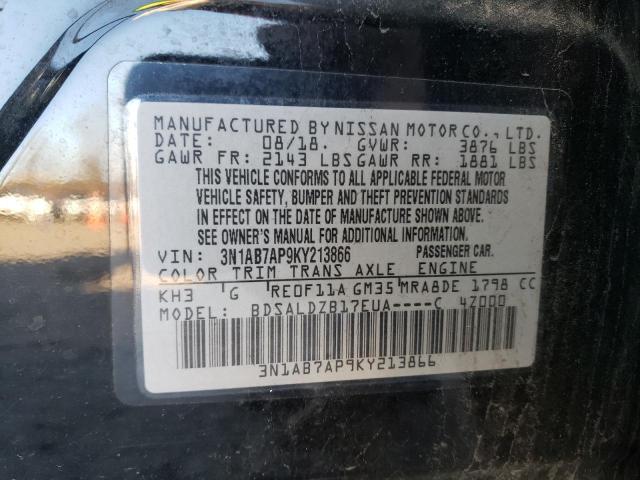 MANUFACTURED BY NISSAN MOTOR CO., LTD.
DATE: 08/18. GVWR: 3876 LBS
GAWR FR: 2143 LBS GAWR RR: 1881 LBS
THIS VEHICLE CONFORMS TO ALL APPLICABLE FEDERAL MOTOR
VEHICLE SAFETY, BUMPER AND THEFT PREVENTION STANDARDS
IN EFFECT ON THE DATE OF MANUFACTURE SHOWN ABOVE.
SEE OWNER'S MANUAL FOR ADDITIONAL INFORMATION.
VIN: 3N1AB7AP9KY213866 PASSENGER CAR.
COLOR TRIM TRANS AXLE ENGINE
KH3 G RE0F11A GM35 MRA8DE 1798 CC
MODEL: BDSALDZB17EUA----C 4Z000
3N1AB7AP9KY213866